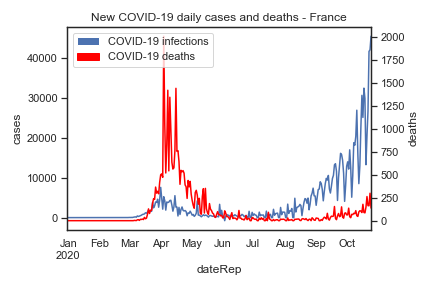 New COVID-19 daily cases and deaths - France
COVID-19 infections
COVID-19 deaths
40000
30000
20000
10000
0
cases
2000
1750
1500
1250
1000
750
500
250
0
deaths
Jan Feb Mar Apr May Jun Jul Aug Sep Oct
2020
dateRep